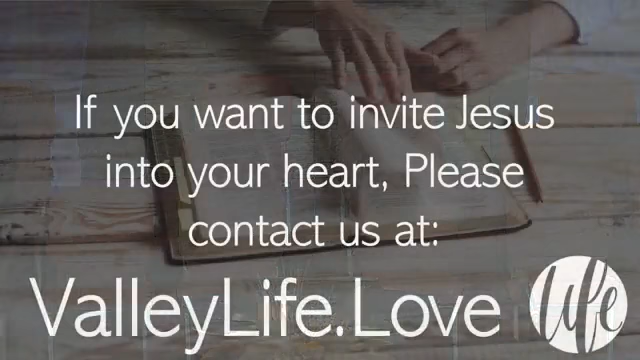 If you want to invite Jesus
into your heart, Please
contact us at:
ValleyLife.Love
life